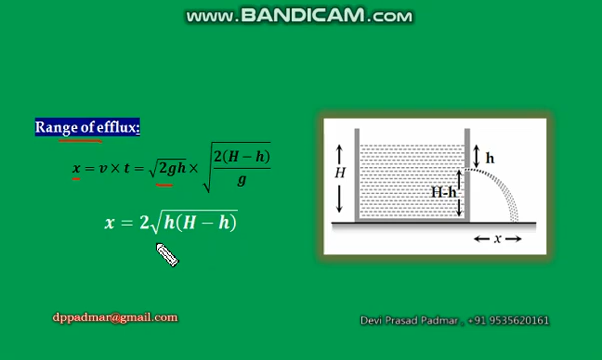 www.BANDICAM.com
Range of efflux:
x = v × t = √2gh × √2(H – h)/g
x = 2√h(H – h)
H
h
H-h
x
dppadmar@gmail.com
Devi Prasad Padmar , +91 9535620161